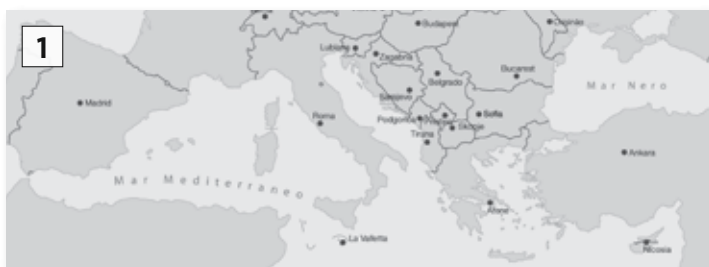 1
Budapest
Chișinău
Lubiana
Zagabria
Belgrado
Bucarest
Mar Nero
Madrid
Sarajevo
Roma
Podgorica
Sofia
Skopje
Tirana
Ankara
Mar Mediterraneo
Atene
La Valletta
Nicosia